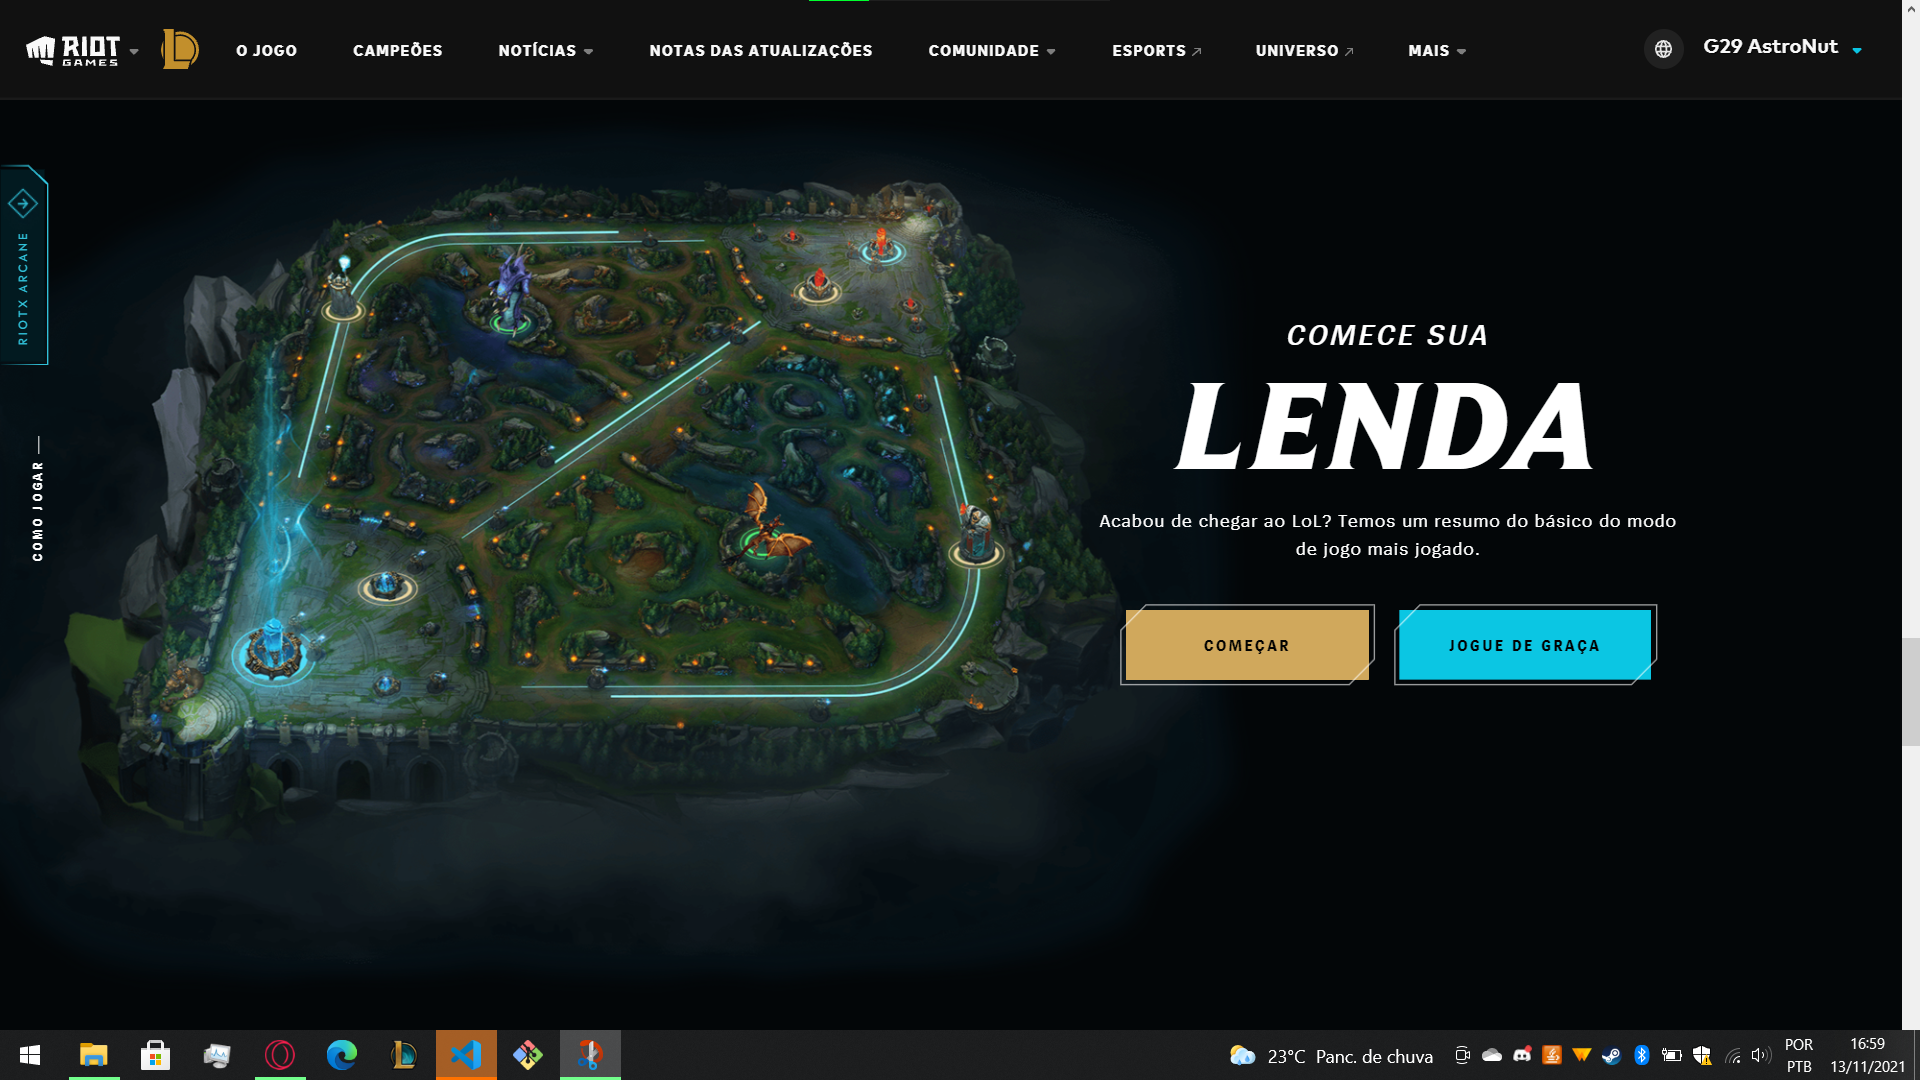 RIOT GAMES
O JOGO
CAMPEÕES
NOTÍCIAS
NOTAS DAS ATUALIZAÇÕES
COMUNIDADE
ESPORTS
UNIVERSO
MAIS
G29 AstroNut
RIOTX ARCANE
COMO JOGAR
COMECE SUA
LENDA
Acabou de chegar ao LoL? Temos um resumo do básico do modo
de jogo mais jogado.
COMEÇAR
JOGUE DE GRAÇA
23°C Panc. de chuva
POR
PTB
16:59
13/11/2021